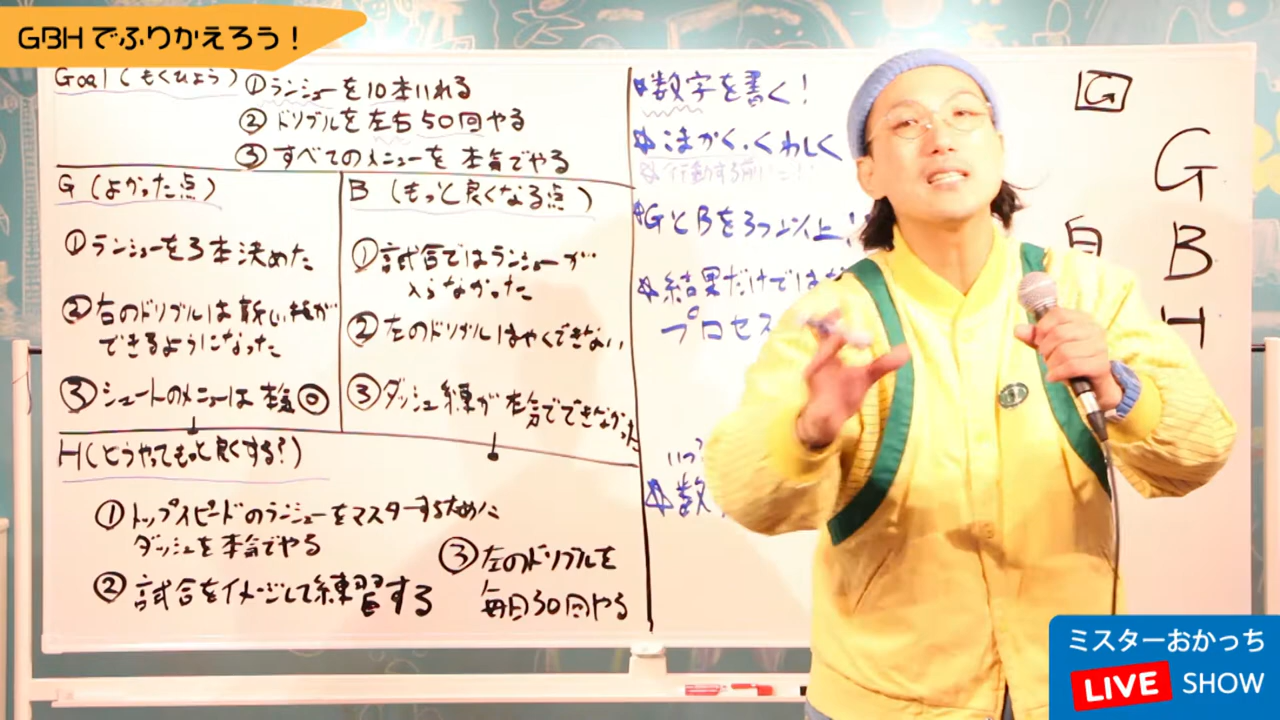 GBHでふりかえろう！
Goal（もくひょう）
①ランシューを10本いれる
②ドリブルを左右50回やる
③すべてのメニューを本気でやる
G（よかった点）
①ランシューを3本決めた
②右のドリブルは新しい技が
できるようになった
③シュートのメニューは本気◎
B（もっと良くなる点）
①試合ではランシューが…
入らなかった
②左のドリブルはやくできない
③ダッシュ練が本気でできなかった
H（どうやってもっと良くする？）
①トップスピードのランシューをマスターするために
ダッシュを本気でやる
②試合をイメージして練習する
③左のドリブルを
毎日30回やる
数字を書く！
こまかく・くわしく
行動する前に
GとBを3つ以上！
結果だけでは
プロセス
いつ？
数
G
G
B
H
ミスターおかっち
LIVE SHOW